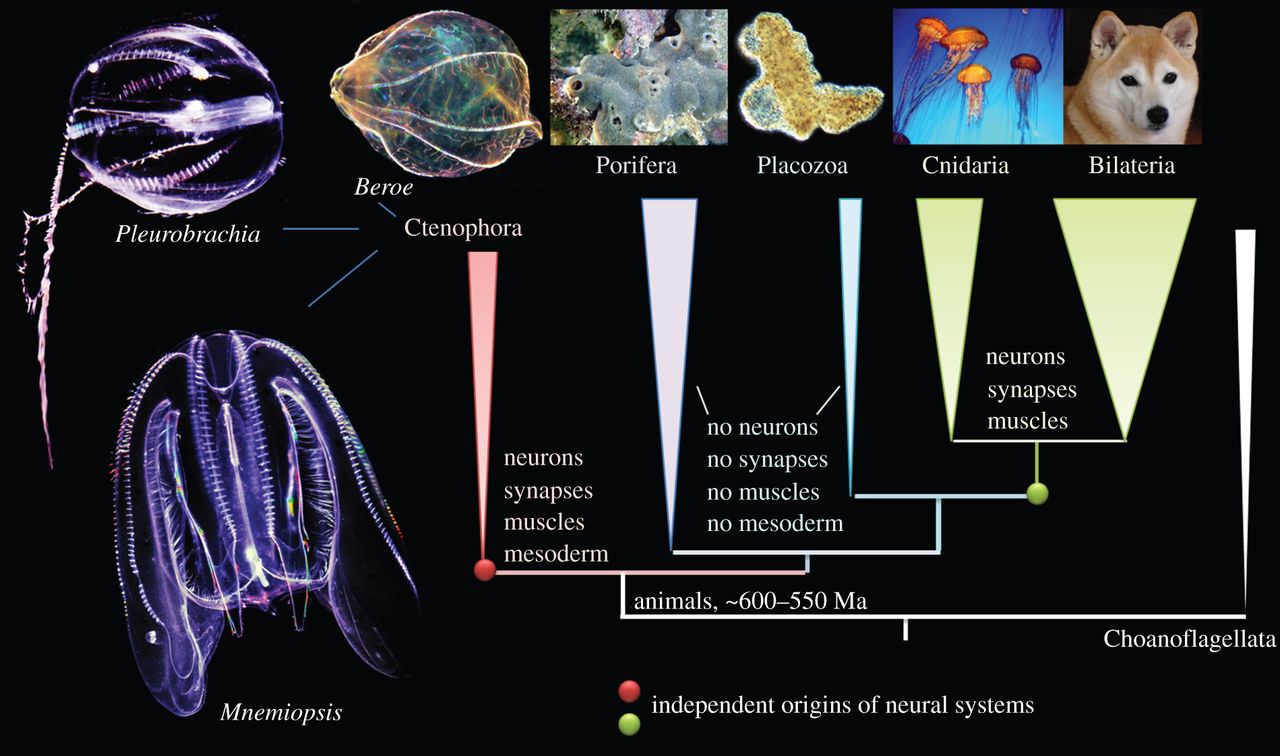 Porifera
Placozoa
Cnidaria
Bilateria
Beroe
Pleurobrachia
Ctenophora
neurons
synapses
muscles
no neurons
no synapses
no muscles
no mesoderm
neurons
synapses
muscles
mesoderm
animals, ~600–550 Ma
Choanoflagellata
Mnemiopsis
independent origins of neural systems